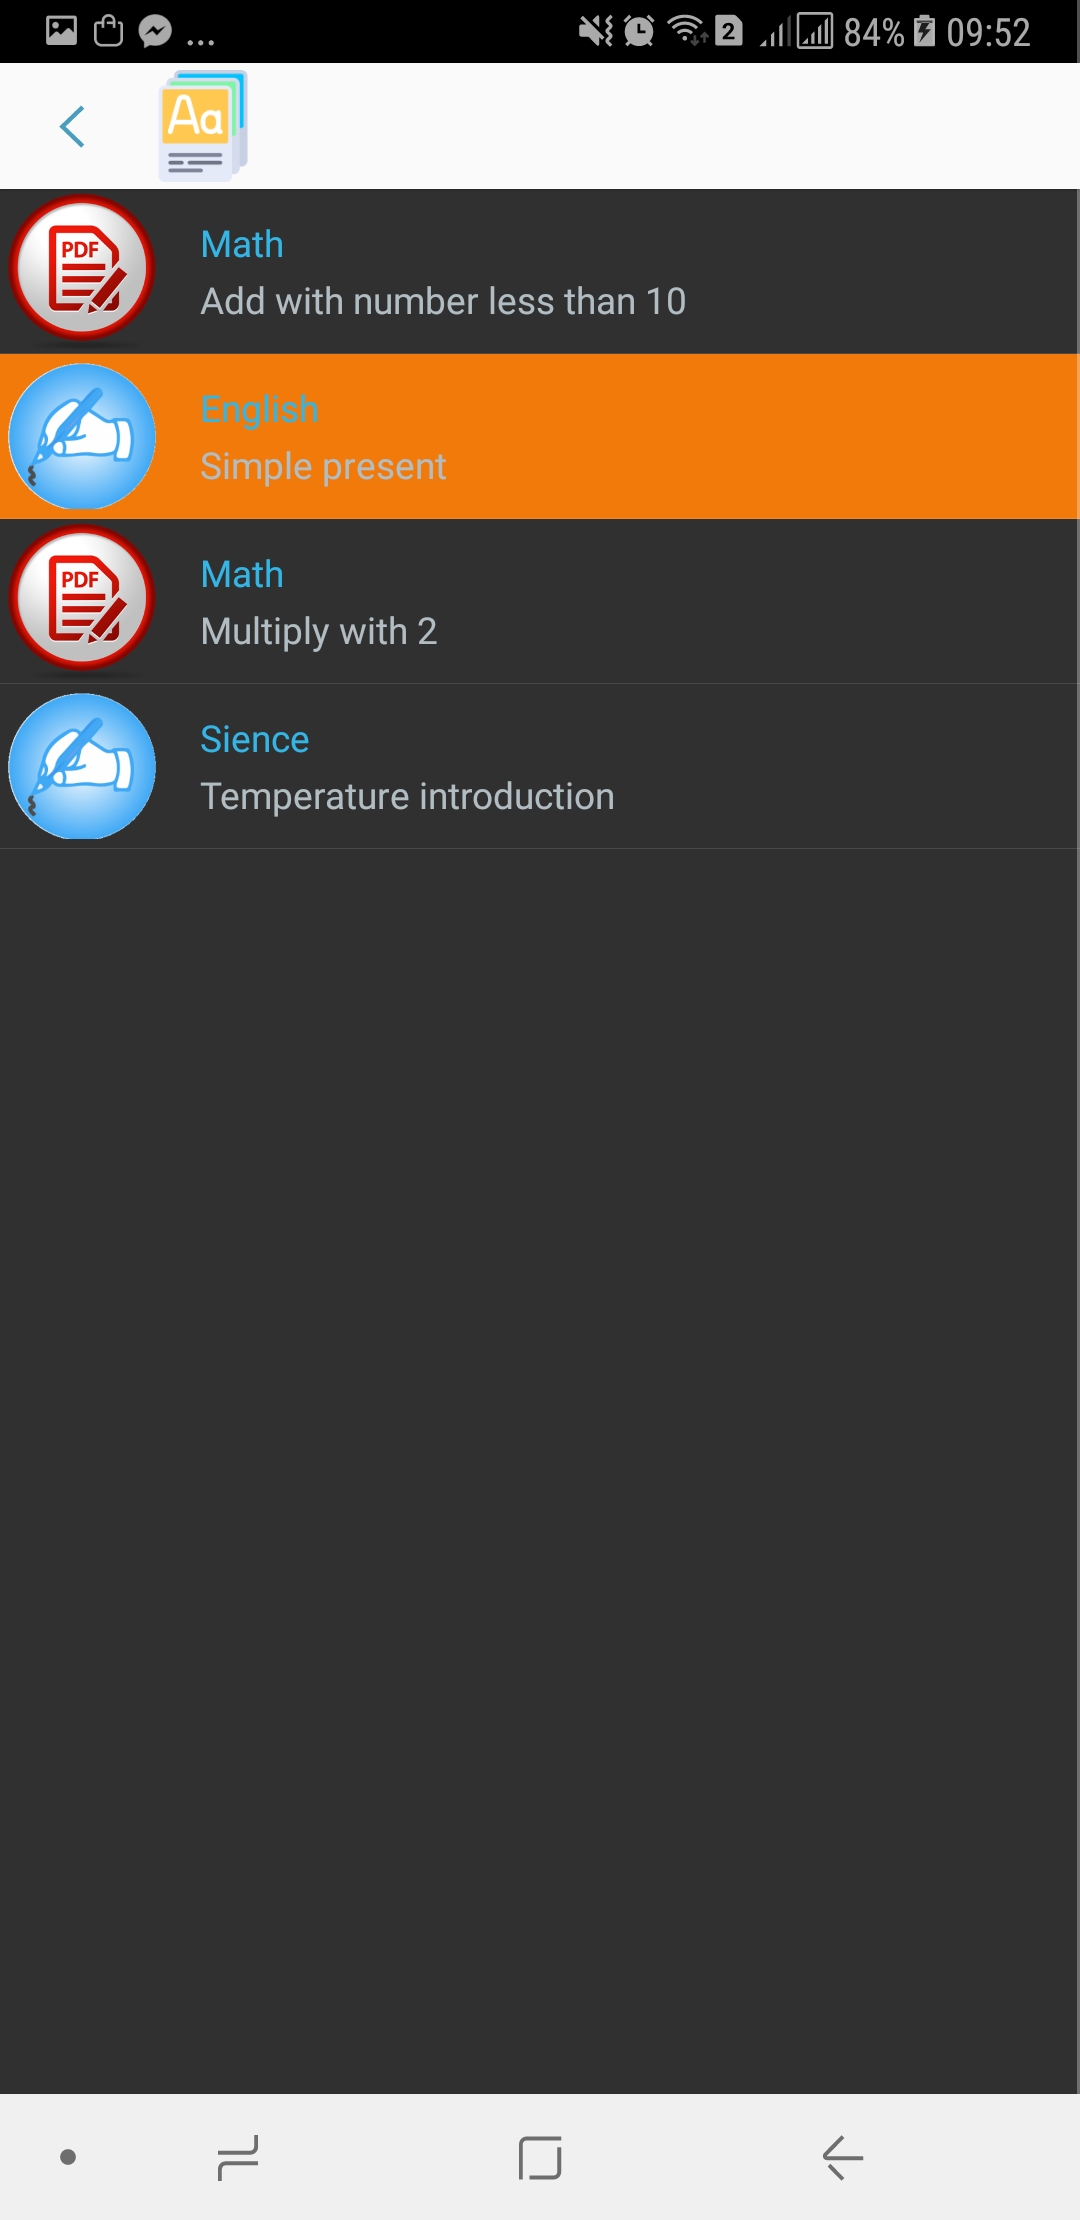 ... 2 84% 09:52
Aa
PDF
Math
Add with number less than 10
English
Simple present
PDF
Math
Multiply with 2
Sience
Temperature introduction